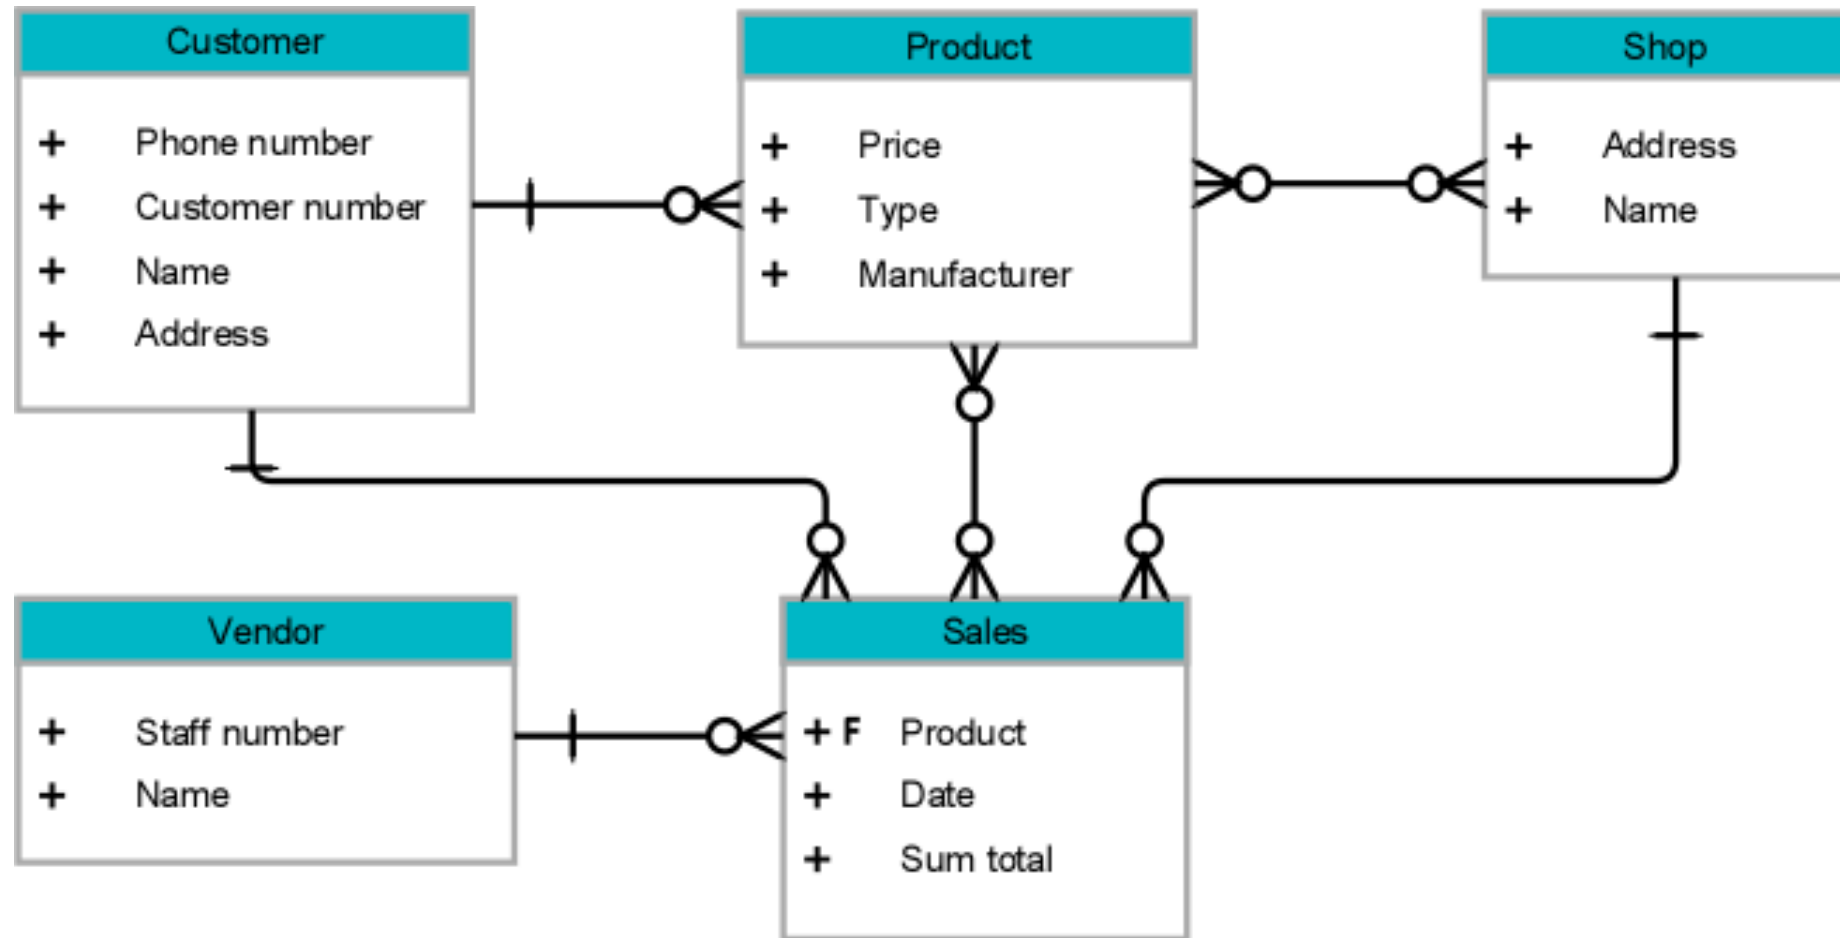 Customer
+ Phone number
+ Customer number
+ Name
+ Address
Product
+ Price
+ Type
+ Manufacturer
Shop
+ Address
+ Name
Vendor
+ Staff number
+ Name
Sales
+ F Product
+ Date
+ Sum total